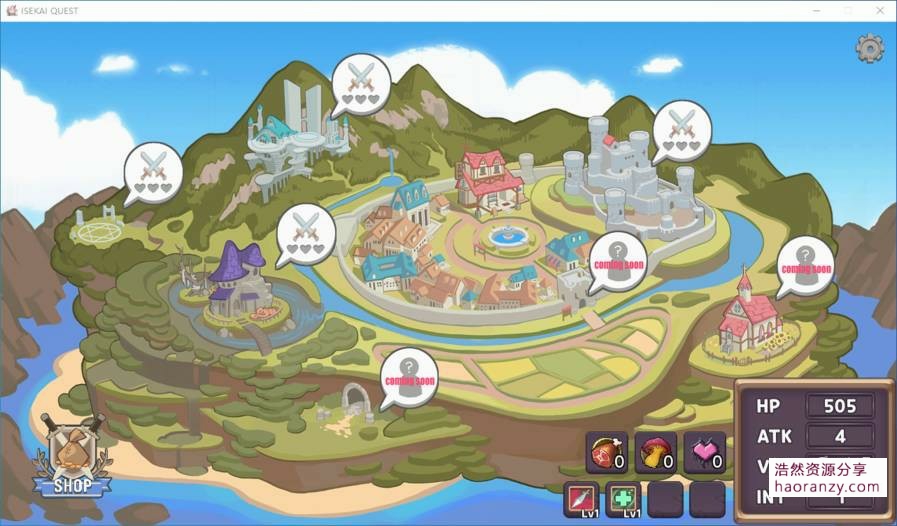 ISEKAI QUEST
coming soon
coming soon
coming soon
SHOP
0
0
0
Lv1
Lv1
HP 505
ATK 4
浩然资源分享
haoranzy.com